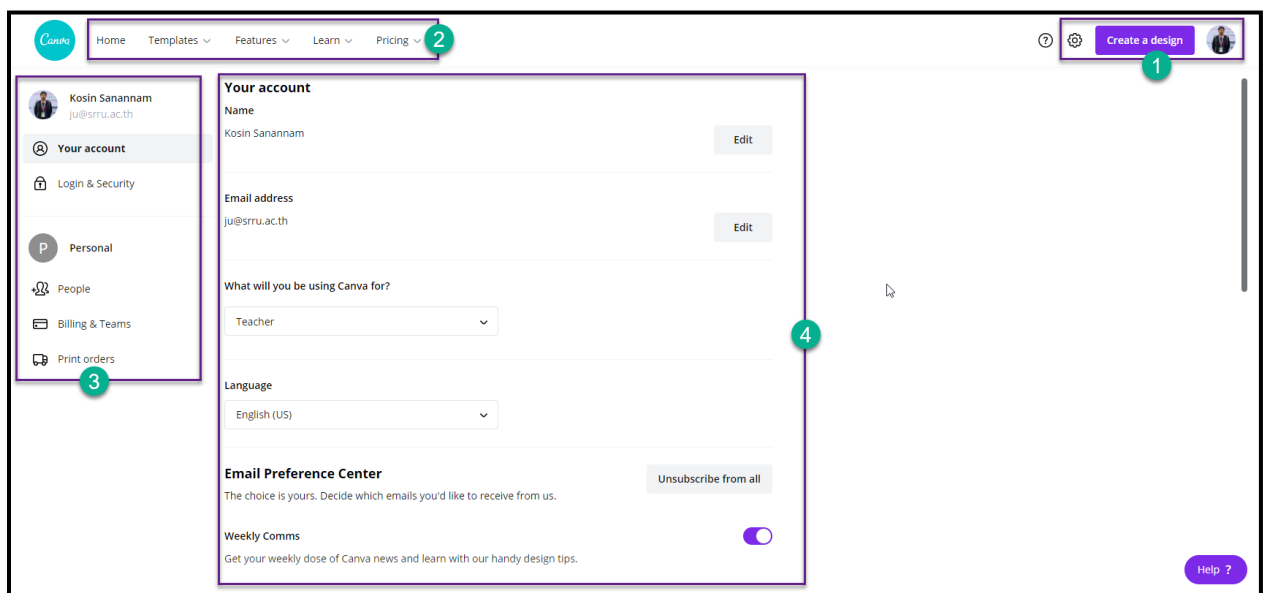 Canva
Home Templates Features Learn Pricing 2
Create a design
1
Kosin Sanannam
ju@srru.ac.th
Your account
Login & Security
P Personal
People
Billing & Teams
Print orders
3
Your account
Name
Kosin Sanannam
Edit
Email address
ju@srru.ac.th
Edit
What will you be using Canva for?
Teacher
4
Language
English (US)
Email Preference Center
Unsubscribe from all
The choice is yours. Decide which emails you'd like to receive from us.
Weekly Comms
Get your weekly dose of Canva news and learn with our handy design tips.
Help ?